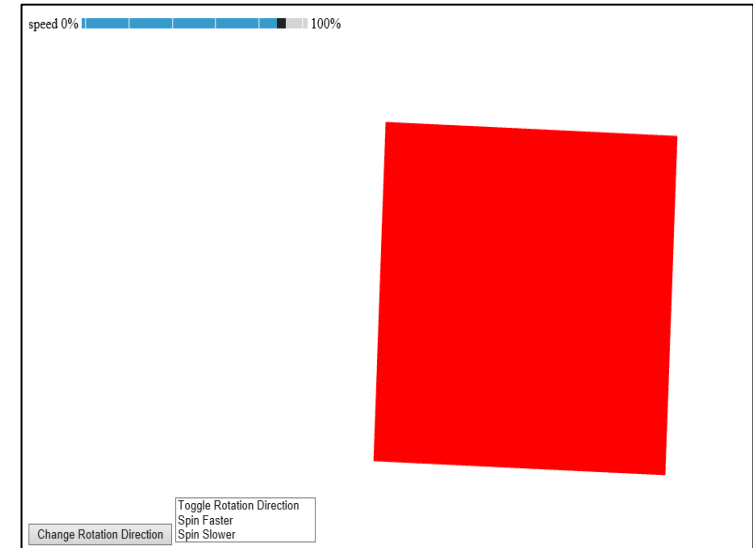 speed 0% 100%
Toggle Rotation Direction
Spin Faster
Change Rotation Direction Spin Slower